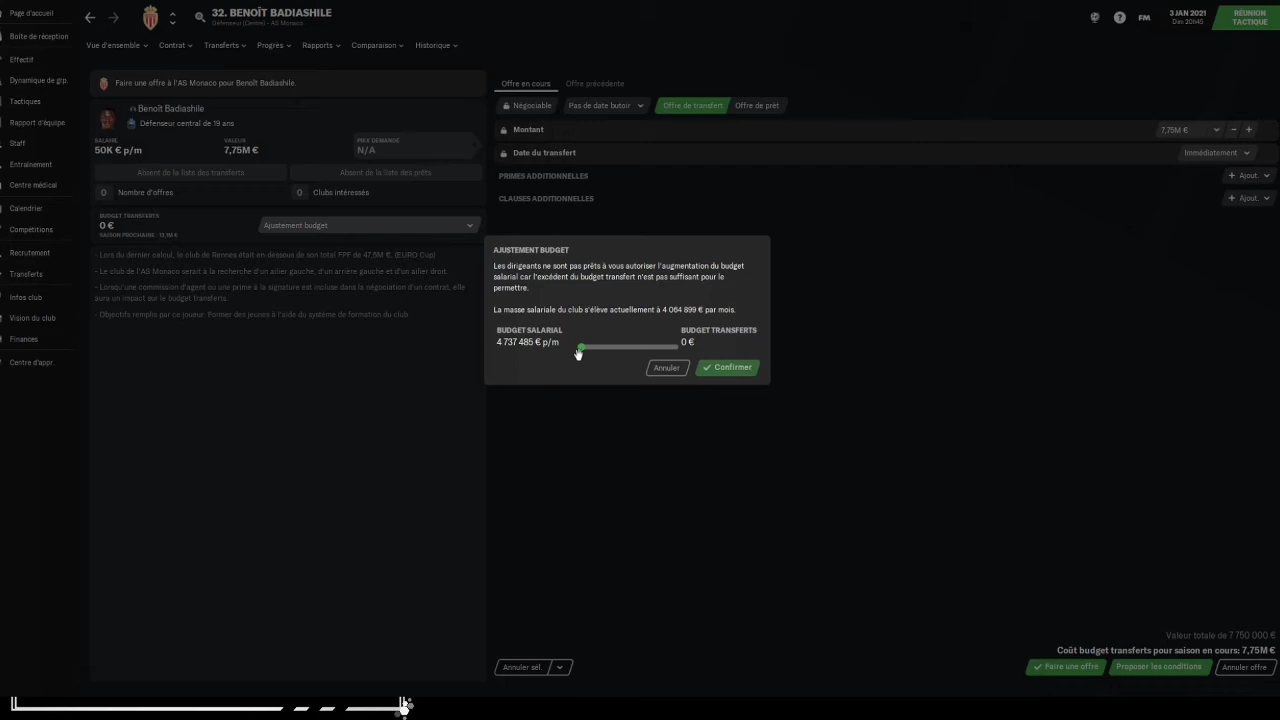 Page d'accueil
Boîte de réception
Effectif
Dynamique de grp.
Tactiques
Rapport d'équipe
Staff
Entraînement
Centre médical
Calendrier
Compétitions
Recrutement
Transferts
Infos club
Vision du club
Finances
Centre d'appr.
32. BENOÎT BADIASHILE
Défenseur (Centre) - AS Monaco
FM
3 JAN 2021
Dim 20h45
RÉUNION
TACTIQUE
Vue d'ensemble
Contrat
Transferts
Progrès
Rapports
Comparaison
Historique
Faire une offre à l'AS Monaco pour Benoît Badiashile.
Benoît Badiashile
Défenseur central de 19 ans
SALAIRE
50K € p/m
VALEUR
7,75M €
PRIX DEMANDÉ
N/A
Absent de la liste des transferts
Absent de la liste des prêts
0 Nombre d'offres
0 Clubs intéressés
BUDGET TRANSFERTS
0 €
SAISON PROCHAINE : 13,1M €
Ajustement budget
- Lors du dernier calcul, le club de Rennes était en-dessous de son total FPF de 47,5M €. (EURO Cup)
- Le club de l'AS Monaco serait à la recherche d'un ailier gauche, d'un arrière gauche et d'un ailier droit.
- Lorsqu'une commission d'agent ou une prime à la signature est incluse dans la négociation d'un contrat, elle
aura un impact sur le budget transferts.
- Objectifs remplis par ce joueur Former des jeunes à l'aide du système de formation du club
Offre en cours
Offre précédente
Négociable
Pas de date butoir
Offre de transfert
Offre de prêt
Montant
7,75M €
Date du transfert
Immédiatement
PRIMES ADDITIONNELLES
Ajout.
CLAUSES ADDITIONNELLES
Ajout.
AJUSTEMENT BUDGET
Les dirigeants ne sont pas prêts à vous autoriser l'augmentation du budget
salarial car l'excédent du budget transfert n'est pas suffisant pour le
permettre.
La masse salariale du club s'élève actuellement à 4 064 899 € par mois.
BUDGET SALARIAL
4 737 485 € p/m
BUDGET TRANSFERTS
0 €
Annuler
Confirmer
Valeur totale de 7 750 000 €
Coût budget transferts pour saison en cours: 7,75M €
Annuler sél.
Faire une offre
Proposer les conditions
Annuler offre